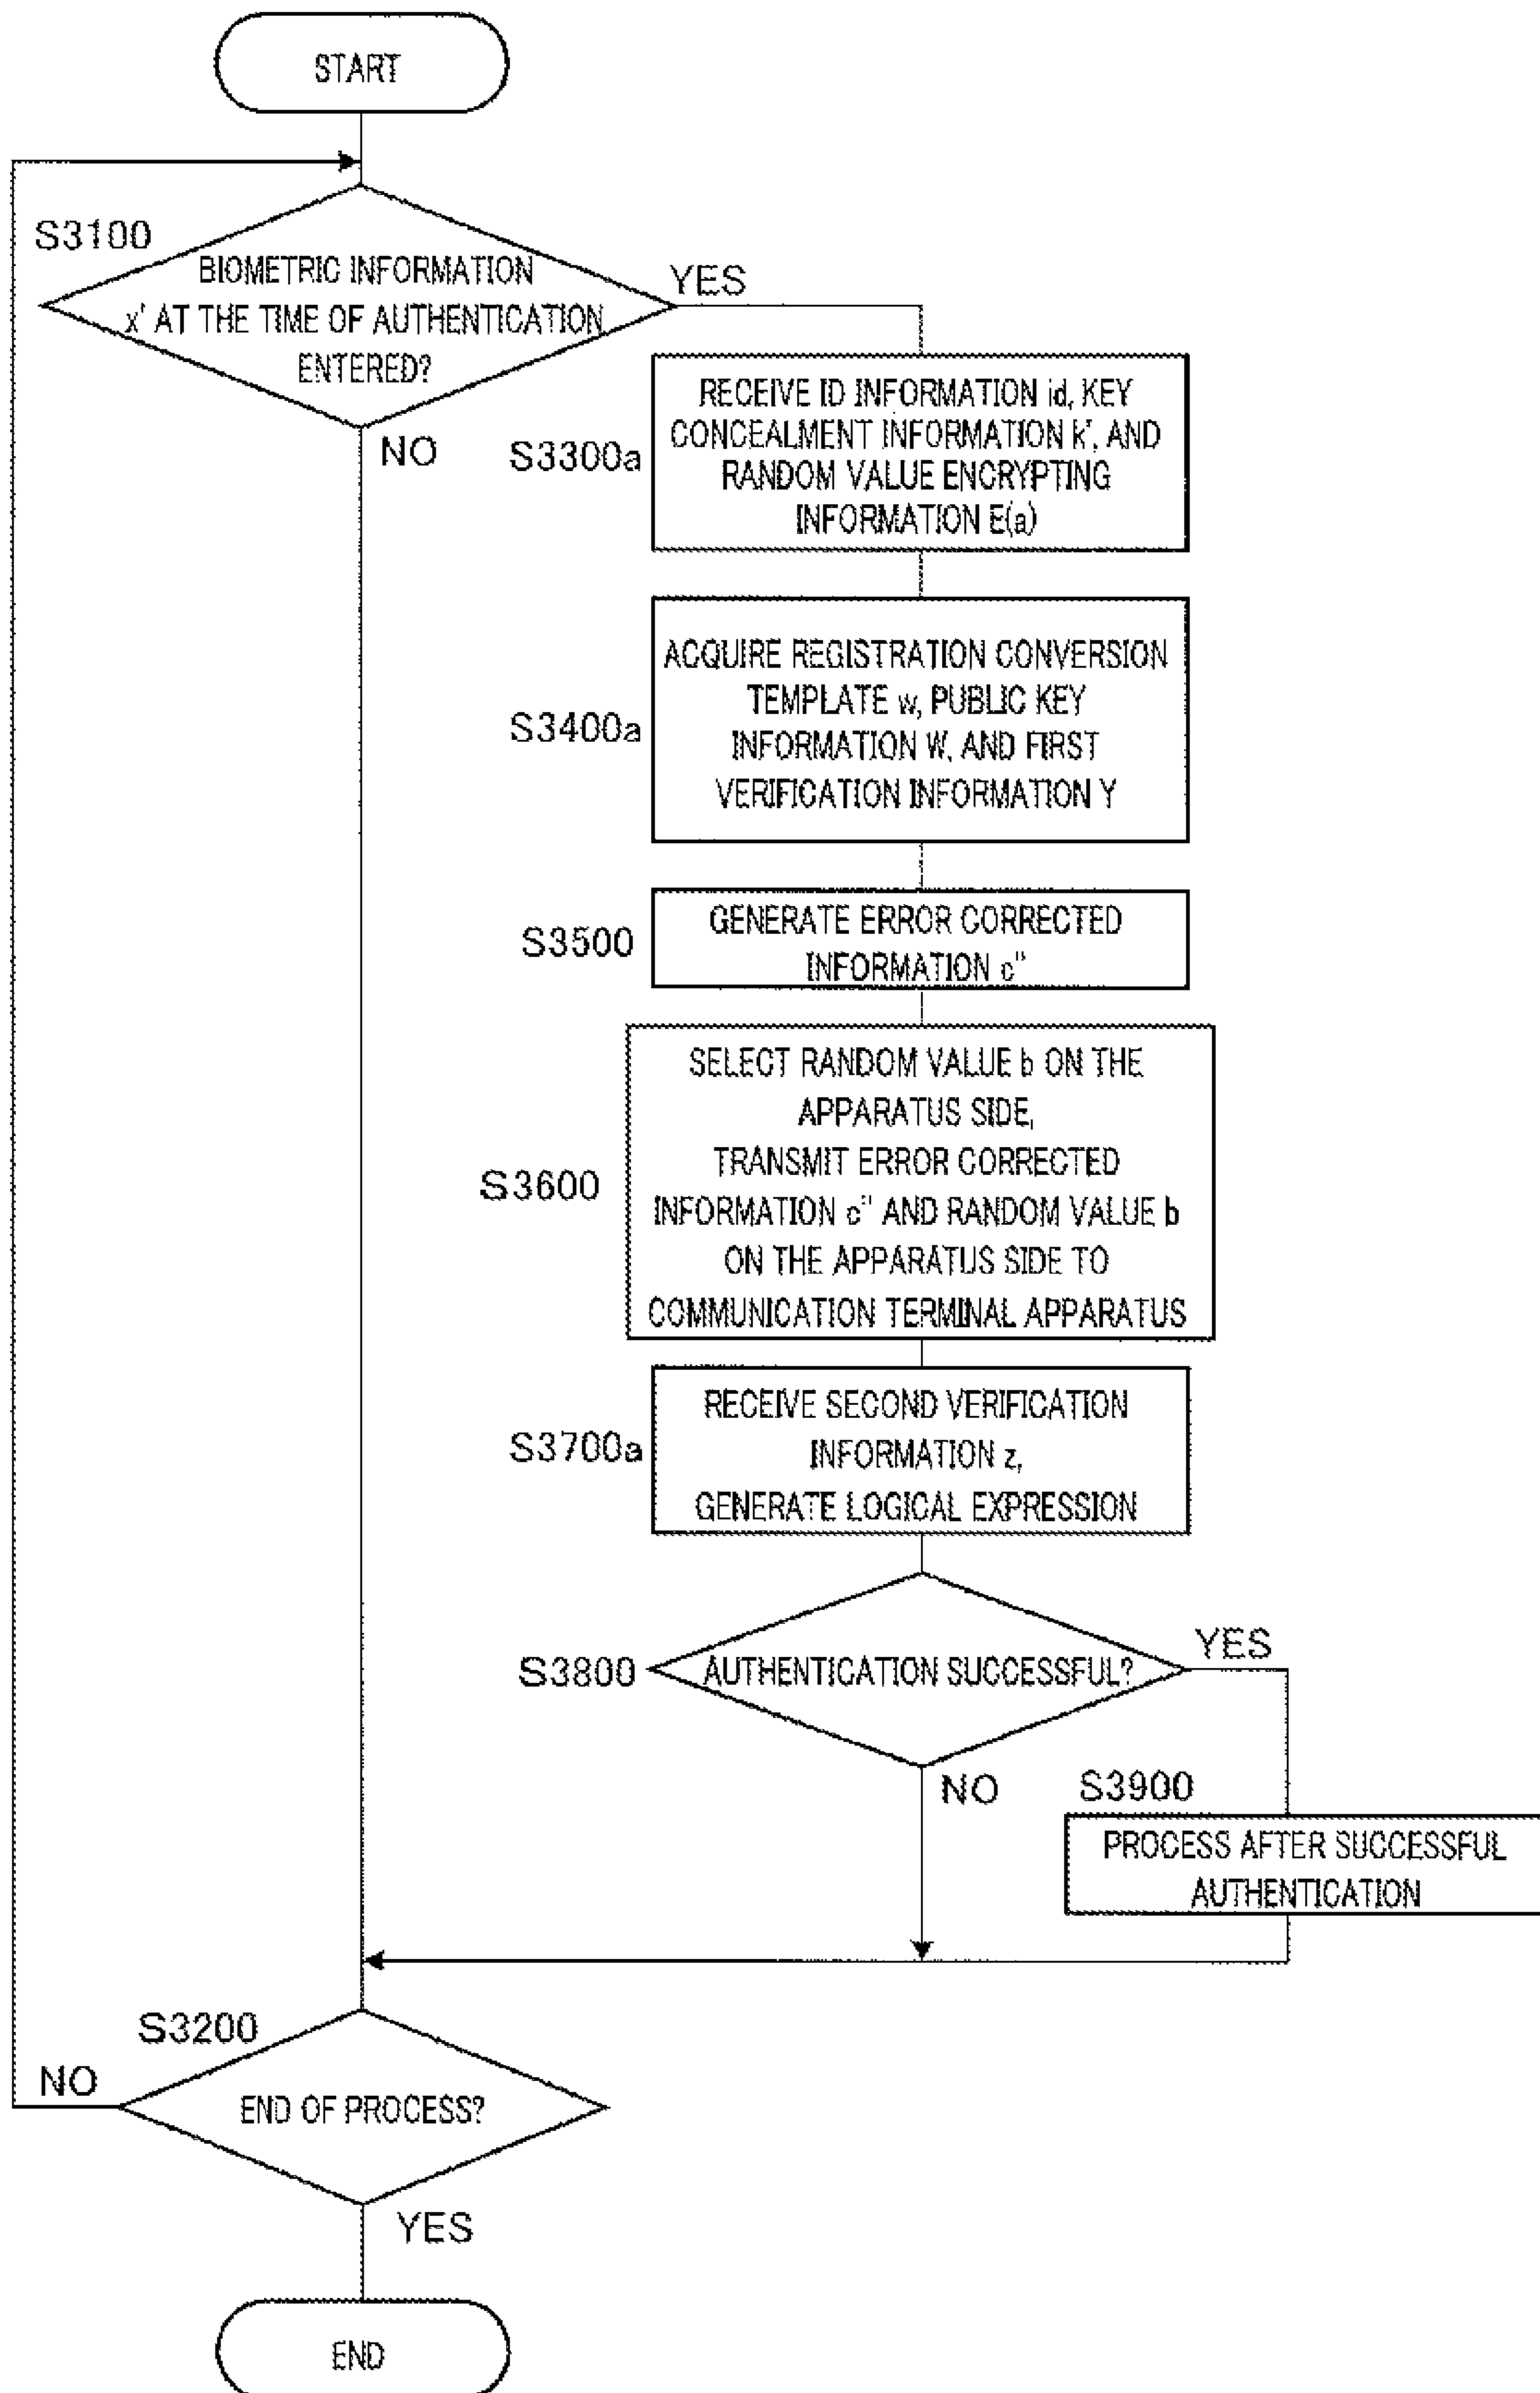 START
S3100
BIOMETRIC INFORMATION
x' AT THE TIME OF AUTHENTICATION
ENTERED?
YES
NO
S3300a
RECEIVE ID INFORMATION id, KEY
CONCEALMENT INFORMATION k', AND
RANDOM VALUE ENCRYPTING
INFORMATION E(a)
S3400a
ACQUIRE REGISTRATION CONVERSION
TEMPLATE w, PUBLIC KEY
INFORMATION W, AND FIRST
VERIFICATION INFORMATION Y
S3500
GENERATE ERROR CORRECTED
INFORMATION c"
S3600
SELECT RANDOM VALUE b ON THE
APPARATUS SIDE,
TRANSMIT ERROR CORRECTED
INFORMATION c" AND RANDOM VALUE b
ON THE APPARATUS SIDE TO
COMMUNICATION TERMINAL APPARATUS
S3700a
RECEIVE SECOND VERIFICATION
INFORMATION z,
GENERATE LOGICAL EXPRESSION
S3800
AUTHENTICATION SUCCESSFUL?
YES
NO
S3900
PROCESS AFTER SUCCESSFUL
AUTHENTICATION
S3200
NO
END OF PROCESS?
YES
END